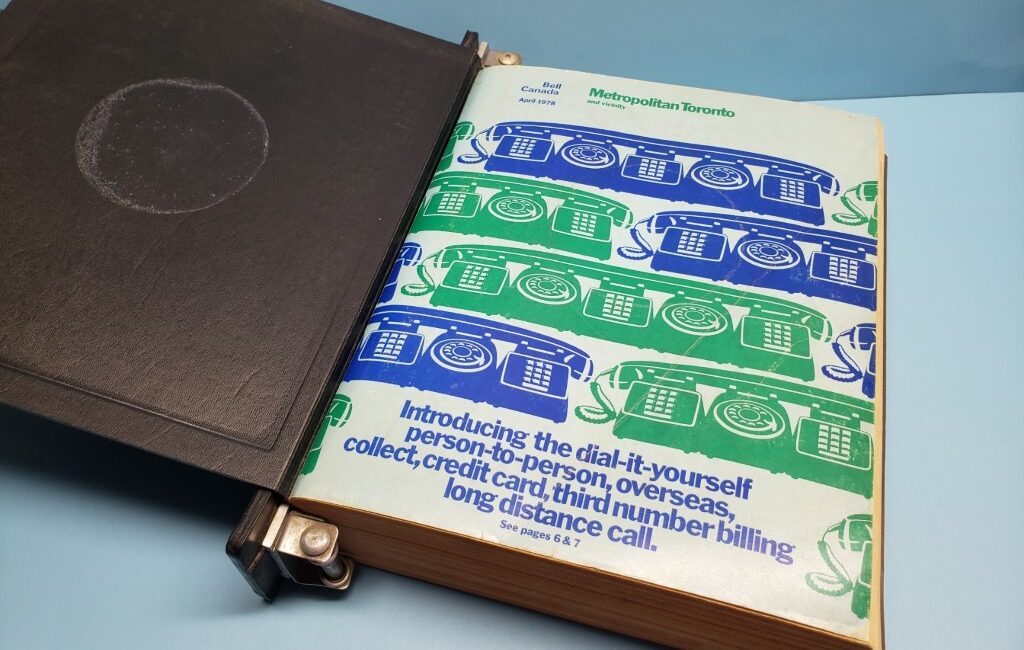 Bell
Canada
April 1978
Metropolitan Toronto
and vicinity
Introducing the dial-it-yourself
person-to-person, overseas,
collect, credit card, third number billing
long distance call.
See pages 6 & 7